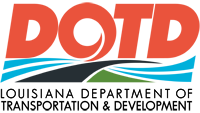 DOTD
LOUISIANA DEPARTMENT OF
TRANSPORTATION & DEVELOPMENT